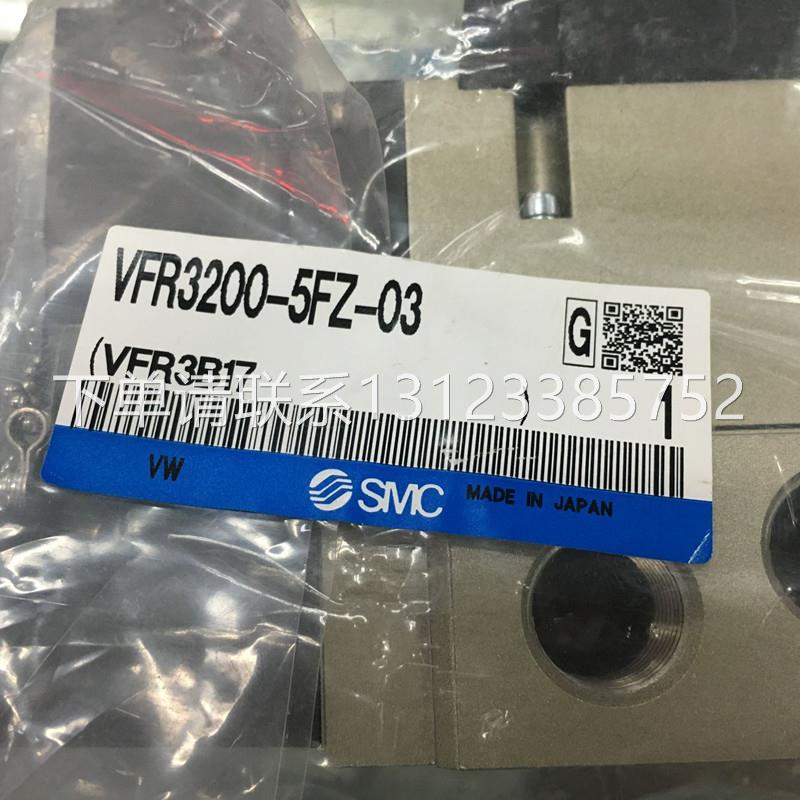 VFR3200-5FZ-03
G
(VFR3R1Z )
下单请联系13123385752
1
VW
SMC
MADE IN JAPAN